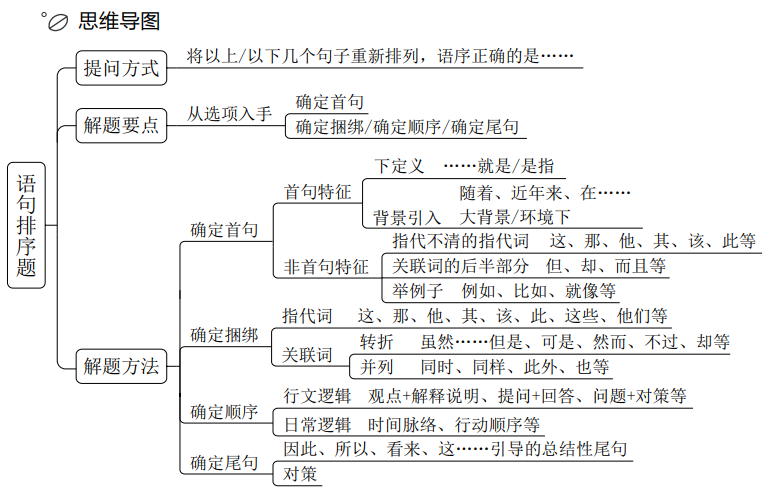 思维导图
提问方式 将以上/以下几个句子重新排列，语序正确的是……
解题要点 从选项入手 确定首句
确定捆绑/确定顺序/确定尾句
语句排序题
解题方法
确定首句
首句特征
下定义 ……就是/是指
背景引入 随着、近年来、在……
大背景/环境下
非首句特征
指代不清的指代词 这、那、他、其、该、此等
关联词的后半部分 但、却、而且等
举例子 例如、比如、就像等
确定捆绑
指代词 这、那、他、其、该、此、这些、他们等
关联词
转折 虽然……但是、可是、然而、不过、却等
并列 同时、同样、此外、也等
确定顺序
行文逻辑 观点+解释说明、提问+回答、问题+对策等
日常逻辑 时间脉络、行动顺序等
确定尾句
因此、所以、看来、这……引导的总结性尾句
对策